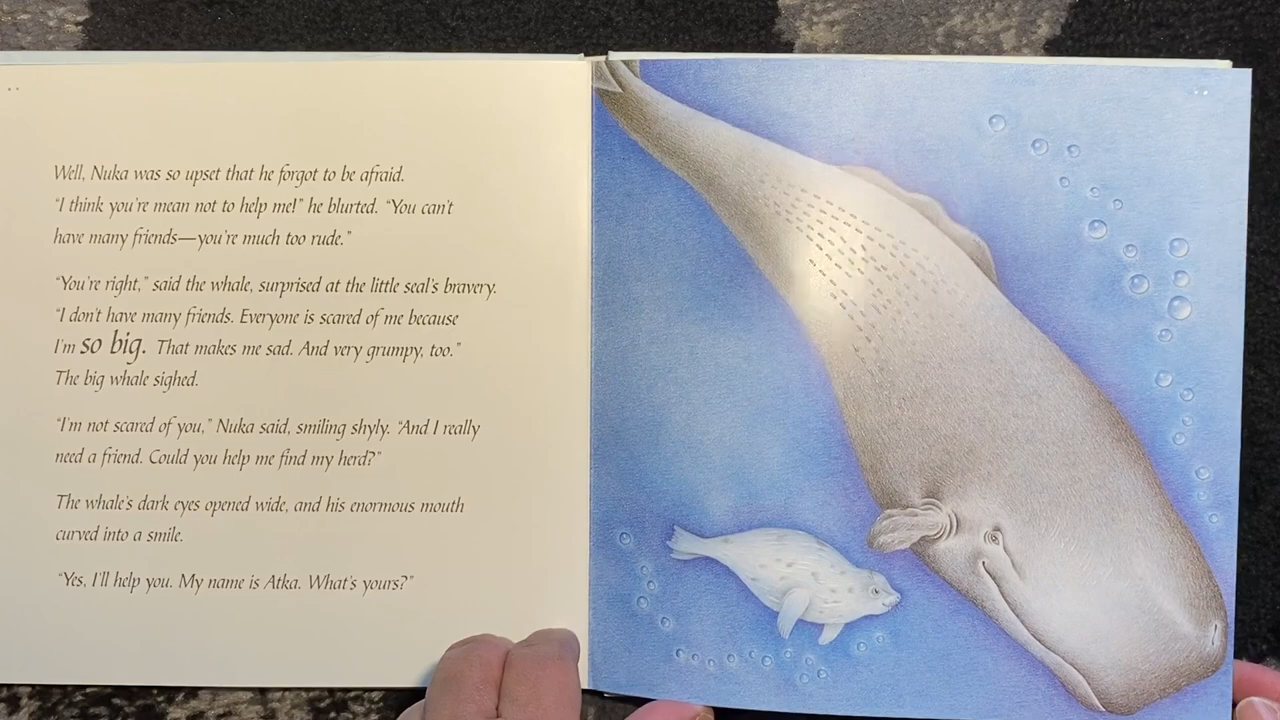 Well, Nuka was so upset that he forgot to be afraid.
“I think you’re mean not to help me!” he blurted. “You can’t
have many friends—you’re much too rude.”
“You’re right,” said the whale, surprised at the little seal’s bravery.
“I don’t have many friends. Everyone is scared of me because
I’m so big. That makes me sad. And very grumpy, too.”
The big whale sighed.
“I’m not scared of you,” Nuka said, smiling shyly. “And I really
need a friend. Could you help me find my herd?”
The whale’s dark eyes opened wide, and his enormous mouth
curved into a smile.
“Yes, I’ll help you. My name is Atka. What’s yours?”